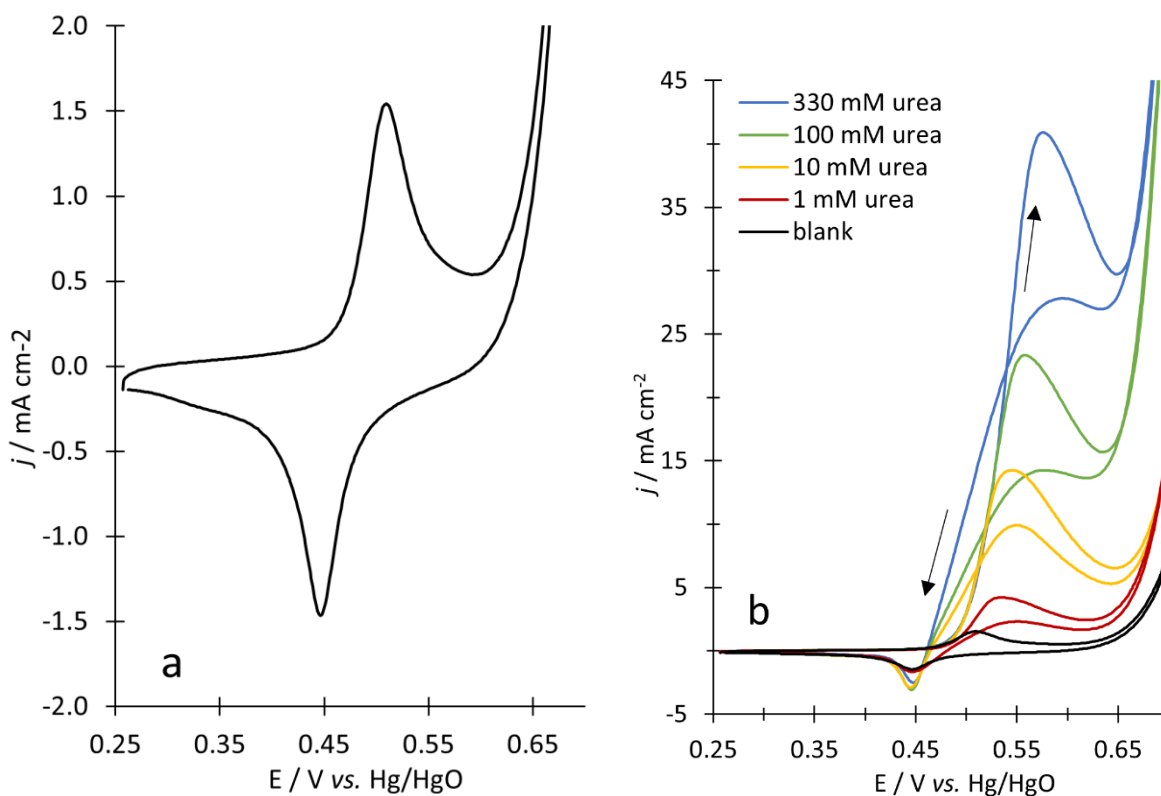 2.0
1.5
1.0
0.5
0.0
-0.5
-1.0
-1.5
-2.0
j / mA cm-2
0.25 0.35 0.45 0.55 0.65
E / V vs. Hg/HgO
a
45
35
25
15
5
-5
j / mA cm-2
330 mM urea
100 mM urea
10 mM urea
1 mM urea
blank
b
0.25 0.35 0.45 0.55 0.65
E / V vs. Hg/HgO